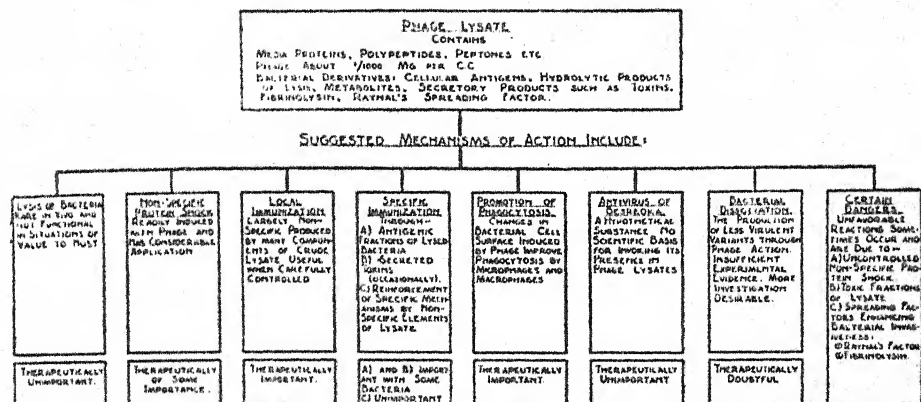 PHAGE LYSATE
CONTAINS
MEDIA PROTEINS, POLYPEPTIDES, PEPTONES ETC
PHAGE ABOUT 1/1000 MG PER C.C
BACTERIAL DERIVATIVES: CELLULAR ANTIGENS, HYDROLYTIC PRODUCTS
OF LYSIS, METABOLITES, SECRETORY PRODUCTS SUCH AS TOXINS,
FIBRINOLYSIN, RAYNAL'S SPREADING FACTOR.
SUGGESTED MECHANISMS OF ACTION INCLUDE:
LYSIS OF BACTERIA
RARE IN VIVO AND
NOT FUNCTIONAL
IN SITUATIONS OF
VALUE TO HOST
THERAPEUTICALLY
UNIMPORTANT.
NON-SPECIFIC
PROTEIN SHOCK
READILY INDUCED
WITH PHAGE AND
HAS CONSIDERABLE
APPLICATION
THERAPEUTICALLY
OF SOME
IMPORTANCE.
LOCAL
IMMUNIZATION
LARGELY NON-
SPECIFIC PRODUCED
BY MANY COMPON-
ENTS OF CRUDE
LYSATE USEFUL
WHEN CAREFULLY
CONTROLLED
THERAPEUTICALLY
IMPORTANT.
SPECIFIC
IMMUNIZATION
THROUGH-
A) ANTIGENIC
FRACTIONS OF LYSED
BACTERIA
B) SECRETED
TOXINS
(OCCASIONALLY).
C) REINFORCEMENT
OF SPECIFIC MECH-
ANISMS BY NON-
SPECIFIC ELEMENTS
OF LYSATE
A) AND B) IMPORT-
ANT WITH SOME
BACTERIA
C) UNIMPORTANT
PROMOTION OF
PHAGOCYTOSIS.
CHANGES IN
BACTERIAL CELL
SURFACE INDUCED
BY PHAGE IMPROVE
PHAGOCYTOSIS BY
MICROPHAGES AND
MACROPHAGES
THERAPEUTICALLY
IMPORTANT.
ANTIVIRUS OF
BESREDKA.
A) HYPOTHETICAL
SUBSTANCE NO
SCIENTIFIC BASIS
FOR INVOKING ITS
PRESENCE IN
PHAGE LYSATES
THERAPEUTICALLY
UNIMPORTANT
BACTERIAL
DISSOCIATION.
THE PRODUCTION
OF LESS VIRULENT
VARIANTS THROUGH
PHAGE ACTION.
INSUFFICIENT
EXPERIMENTAL
EVIDENCE. MORE
INVESTIGATION
DESIRABLE.
THERAPEUTICALLY
DOUBTFUL
CERTAIN
DANGERS.
UNFAVORABLE
REACTIONS SOME-
TIMES OCCUR AND
ARE DUE TO-
A) UNCONTROLLED
NON-SPECIFIC PRO-
TEIN SHOCK.
B) TOXIC FRACTIONS
OF LYSATE
C) SPREADING FAC-
TORS ENHANCING
BACTERIAL INVAS-
IVENESS:
RAYNAL'S FACTOR
FIBRINOLYSIN.